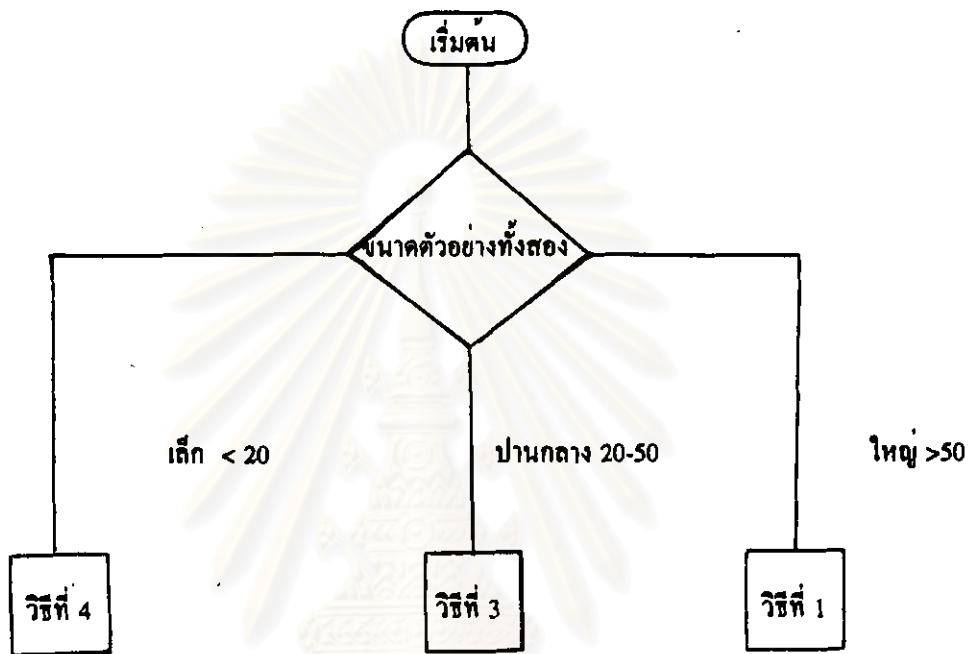 เริ่มต้น
ขนาดตัวอย่างทั้งสอง
เล็ก < 20
ปานกลาง 20-50
ใหญ่ >50
วิธีที่ 4
วิธีที่ 3
วิธีที่ 1